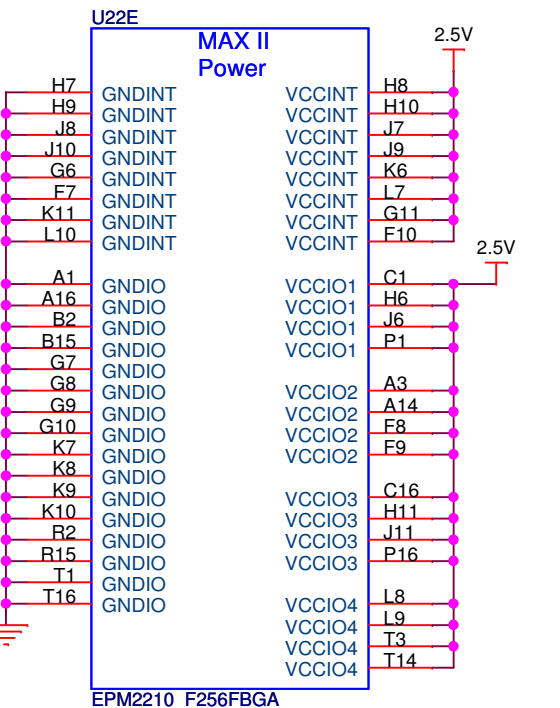 U22E
MAX II
Power
2.5V
H7 GNDINT VCCINT H8
H9 GNDINT VCCINT H10
J8 GNDINT VCCINT J7
J10 GNDINT VCCINT J9
G6 GNDINT VCCINT K6
F7 GNDINT VCCINT L7
K11 GNDINT VCCINT G11
L10 GNDINT VCCINT F10
2.5V
A1 GNDIO VCCIO1 C1
A16 GNDIO VCCIO1 H6
B2 GNDIO VCCIO1 J6
B15 GNDIO VCCIO1 P1
G7 GNDIO
G8 GNDIO VCCIO2 A3
G9 GNDIO VCCIO2 A14
G10 GNDIO VCCIO2 F8
K7 GNDIO VCCIO2 F9
K8 GNDIO
K9 GNDIO VCCIO3 C16
K10 GNDIO VCCIO3 H11
R2 GNDIO VCCIO3 J11
R15 GNDIO VCCIO3 P16
T1 GNDIO
T16 GNDIO VCCIO4 L8
VCCIO4 L9
VCCIO4 T3
VCCIO4 T14
EPM2210 F256FBGA